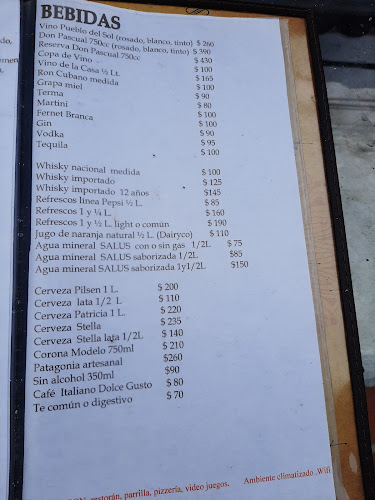 BEBIDAS
Vino Pueblo del Sol (rosado, blanco, tinto) $ 260
Don Pascual 750cc (rosado, blanco, tinto) $ 390
Reserva Don Pascual 750cc
Copa de Vino $ 430
Vino de la Casa ½ Lt. $ 100
Ron Cubano medida $ 165
Grapa miel $ 100
Terma $ 90
Martini $ 80
Fernet Branca $ 100
Gin $ 90
Vodka $ 95
Tequila $ 100
Whisky nacional medida $ 100
Whisky importado $ 125
Whisky importado 12 años $145
Refrescos linea Pepsi ½ L. $ 85
Refrescos 1 y ¼ L. $ 160
Refrescos 1 y ½ L. light o común $ 190
Jugo de naranja natural ½ L. (Dairyco) $ 110
Agua mineral SALUS con o sin gas 1/2L $ 75
Agua mineral SALUS saborizada 1/2L $85
Agua mineral SALUS saborizada 1y1/2L $150
Cerveza Pilsen 1 L. $ 200
Cerveza lata 1/2 L $ 110
Cerveza Patricia 1 L. $ 220
Cerveza Stella $ 235
Cerveza Stella lata 1/2L $ 140
Corona Modelo 750ml $ 210
Patagonia artesanal $260
Sin alcohol 350ml $ 90
Café Italiano Dolce Gusto $ 80
Te común o digestivo $ 70
restorán, parrilla, pizzería, video juegos. Ambiente climatizado .Wifi